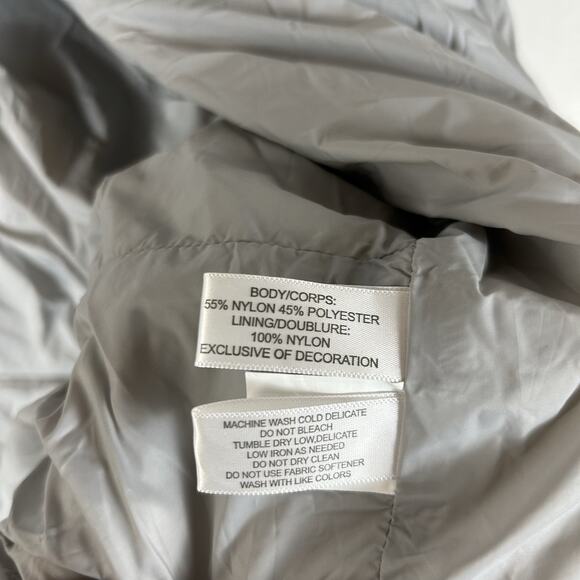 BODY/CORPS:
55% NYLON 45% POLYESTER
LINING/DOUBLURE:
100% NYLON
EXCLUSIVE OF DECORATION
MACHINE WASH COLD DELICATE
DO NOT BLEACH
TUMBLE DRY LOW,DELICATE
LOW IRON AS NEEDED
DO NOT DRY CLEAN
DO NOT USE FABRIC SOFTENER
WASH WITH LIKE COLORS